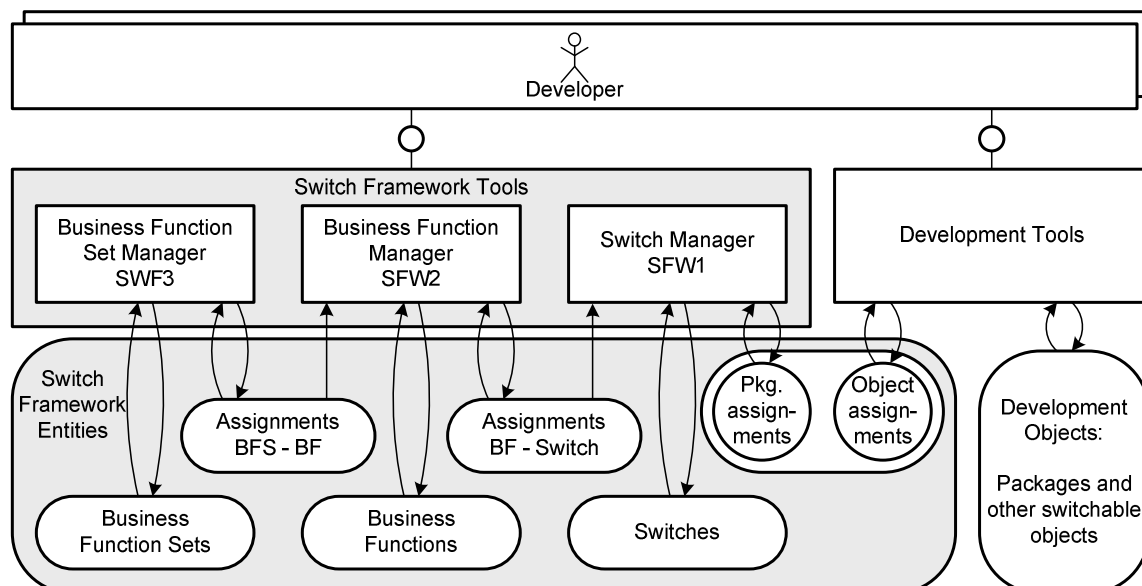 Developer
Switch Framework Tools
Business Function
Set Manager
SWF3
Business Function
Manager
SFW2
Switch Manager
SFW1
Development Tools
Switch
Framework
Entities
Assignments
BFS - BF
Assignments
BF - Switch
Pkg.
assign-
ments
Object
assign-
ments
Business
Function Sets
Business
Functions
Switches
Development
Objects:
Packages and
other switchable
objects